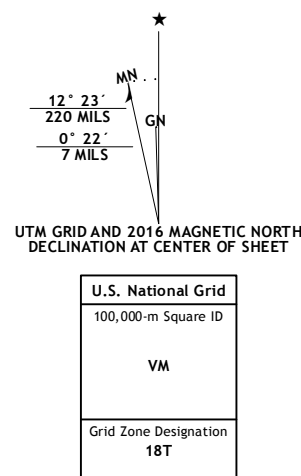 ★
MN
GN
12° 23´
220 MILS
0° 22´
7 MILS
UTM GRID AND 2016 MAGNETIC NORTH
DECLINATION AT CENTER OF SHEET
U.S. National Grid
100,000-m Square ID
VM
Grid Zone Designation
18T